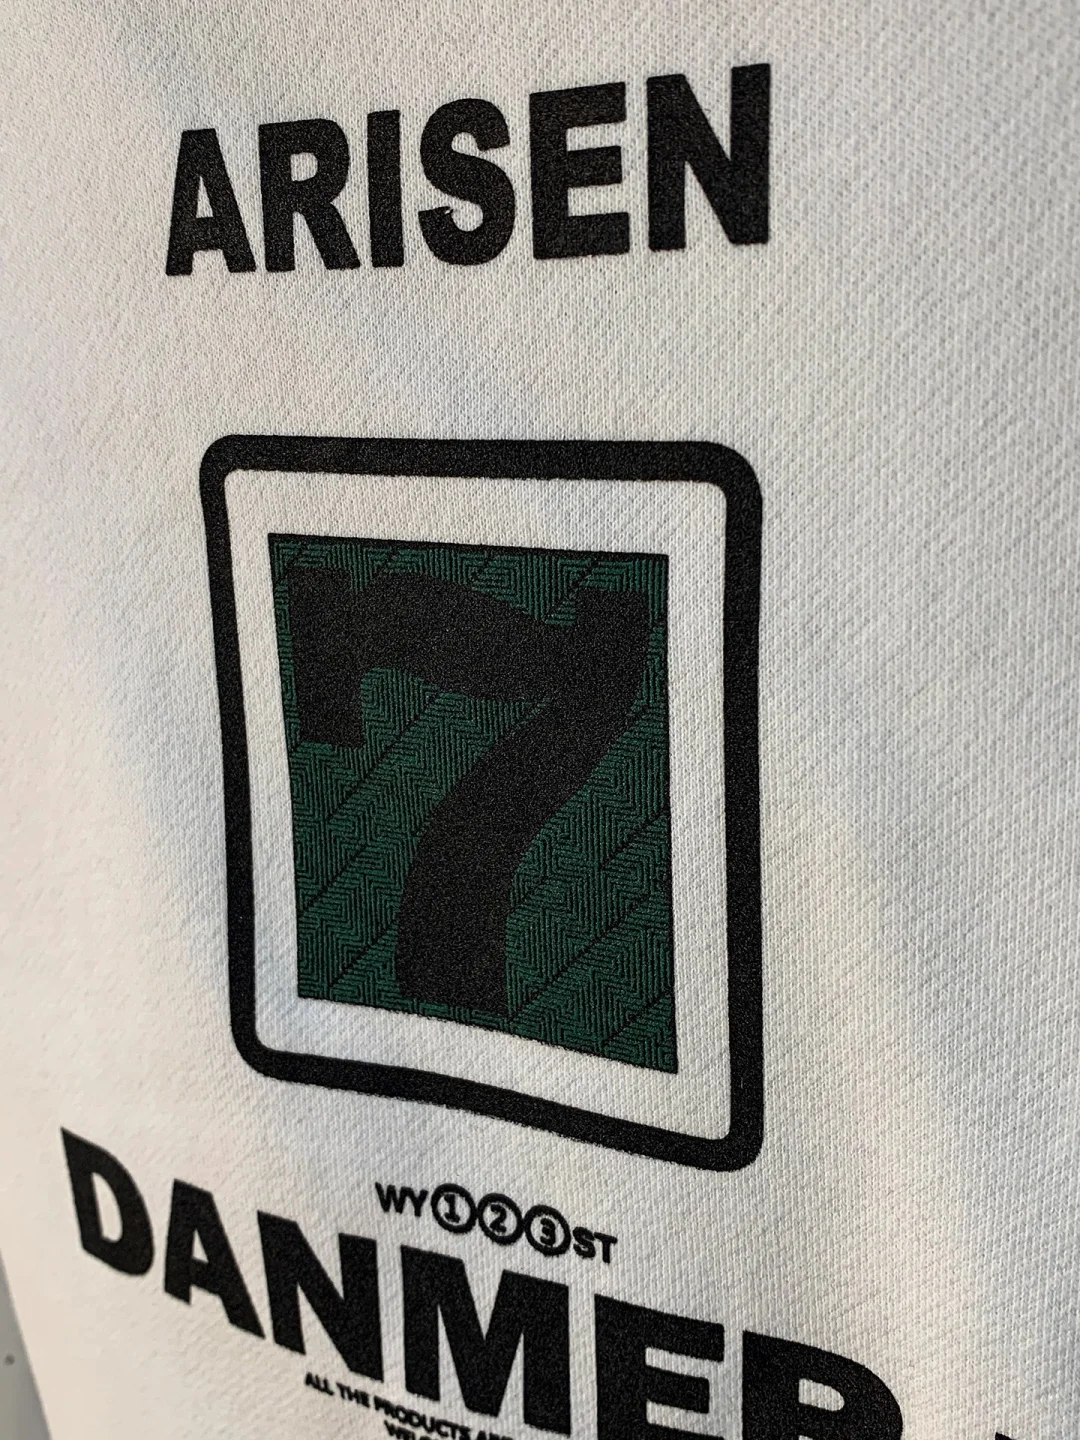 ARISEN
7
WY①②③ST
DANMER
ALL THE PRODUCTS